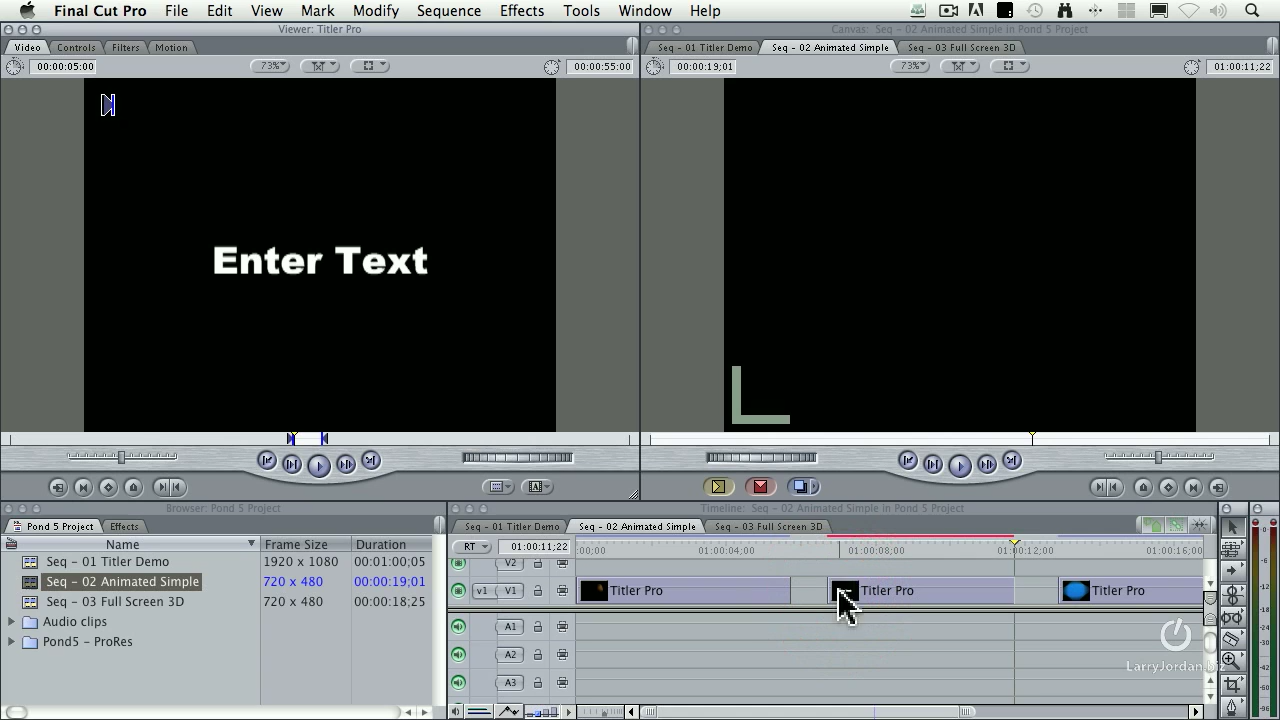 Final Cut Pro File Edit View Mark Modify Sequence Effects Tools Window Help
Viewer: Titler Pro
Video Controls Filters Motion
00:00:05:00 73% 00:00:55:00
Enter Text
Canvas: Seq - 02 Animated Simple in Pond 5 Project
Seq - 01 Titler Demo Seq - 02 Animated Simple Seq - 03 Full Screen 3D
00:00:19;01 73% 01:00:11;22
Browser: Pond 5 Project
Pond 5 Project Effects
Name Frame Size Duration
Seq - 01 Titler Demo 1920 x 1080 00:01:00;05
Seq - 02 Animated Simple 720 x 480 00:00:19;01
Seq - 03 Full Screen 3D 720 x 480 00:00:18;25
Audio clips
Pond5 - ProRes
Timeline: Seq - 02 Animated Simple in Pond 5 Project
Seq - 01 Titler Demo Seq - 02 Animated Simple Seq - 03 Full Screen 3D
RT 01:00:11;22 :00;00 01:00:04;00 01:00:08;00 01:00:12;00 01:00:16;00
V2
v1 V1 Titler Pro Titler Pro Titler Pro
A1
A2
A3
LarryJordan.biz